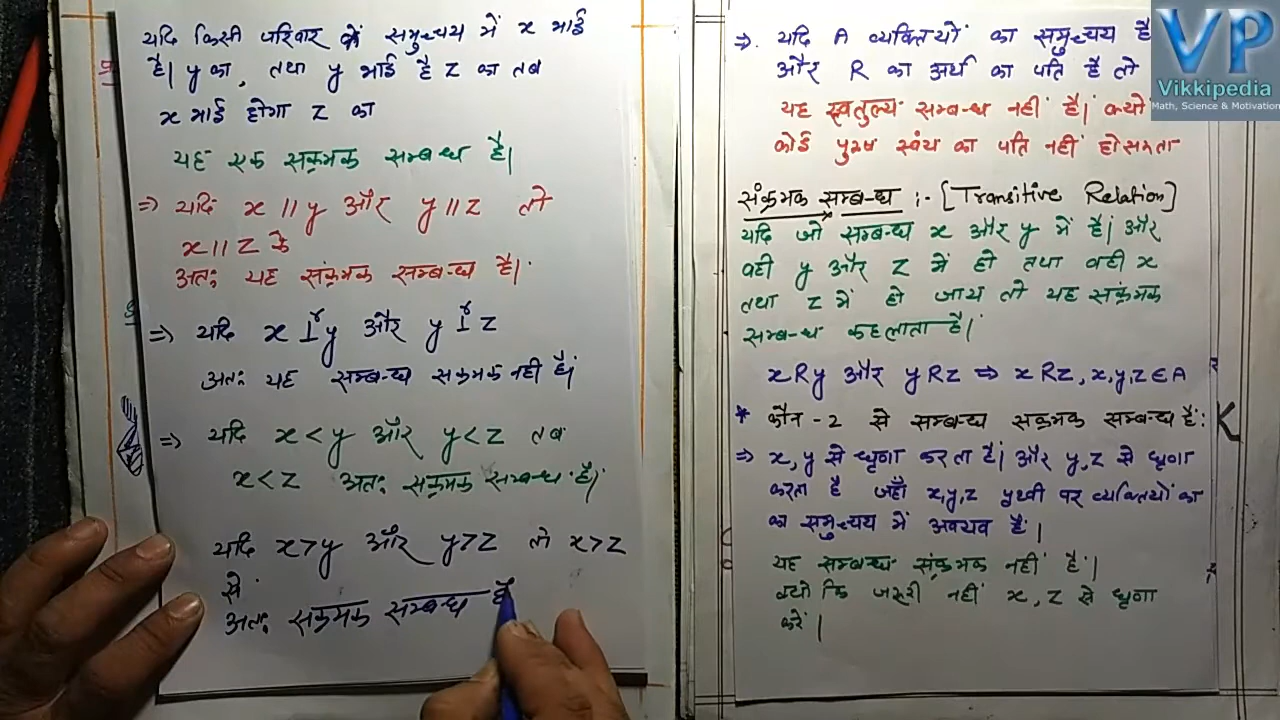 यदि किसी परिवार के समुच्चय में x भाई
है। y का, तथा y भाई है z का तब
x भाई होगा z का
यह एक सक्रमक सम्बन्ध है।
⇒ यदि x || y और y || z तो
x || z के
अतः यह संक्रमक सम्बन्ध है।
⇒ यदि x ⊥ʳ y और y ⊥ʳ z
अतः यह सम्बन्ध सक्रमक नहीं है।
⇒ यदि x < y और y < z तब
x < z अतः सक्रमक सम्बन्ध है।
यदि x > y और y > z तो x > z
से
अतः सक्रमक सम्बन्ध है
⇒. यदि A व्यक्तियों का समुच्चय है
और R का अर्थ का पति है तो
यह स्वतुल्य सम्बन्ध नहीं है। क्यों
कोई पुरुष स्वंय का पति नहीं हो सकता
संक्रमक सम्बन्ध :- [Transitive Relation]
यदि जो सम्बन्ध x और y में है। और
वही y और z में हो तथा वही x
तथा z में हो जाय तो यह संक्रमक
सम्बन्ध कहलाता है।
x R y और y R z ⇒ x R z, x, y, z ∈ A
* कौन -2 से सम्बन्ध सक्रमक सम्बन्ध है:
⇒ x, y से घृणा करता है। और y, z से घृणा
करता है जहाँ x, y, z पृथ्वी पर व्यक्तियों का
का समुच्चय में अवयव है।
यह सम्बन्ध संक्रमक नहीं है।
क्यो कि जरूरी नहीं x, z से घृणा
करें।
VP
Vikkipedia
Math, Science & Motivation
K